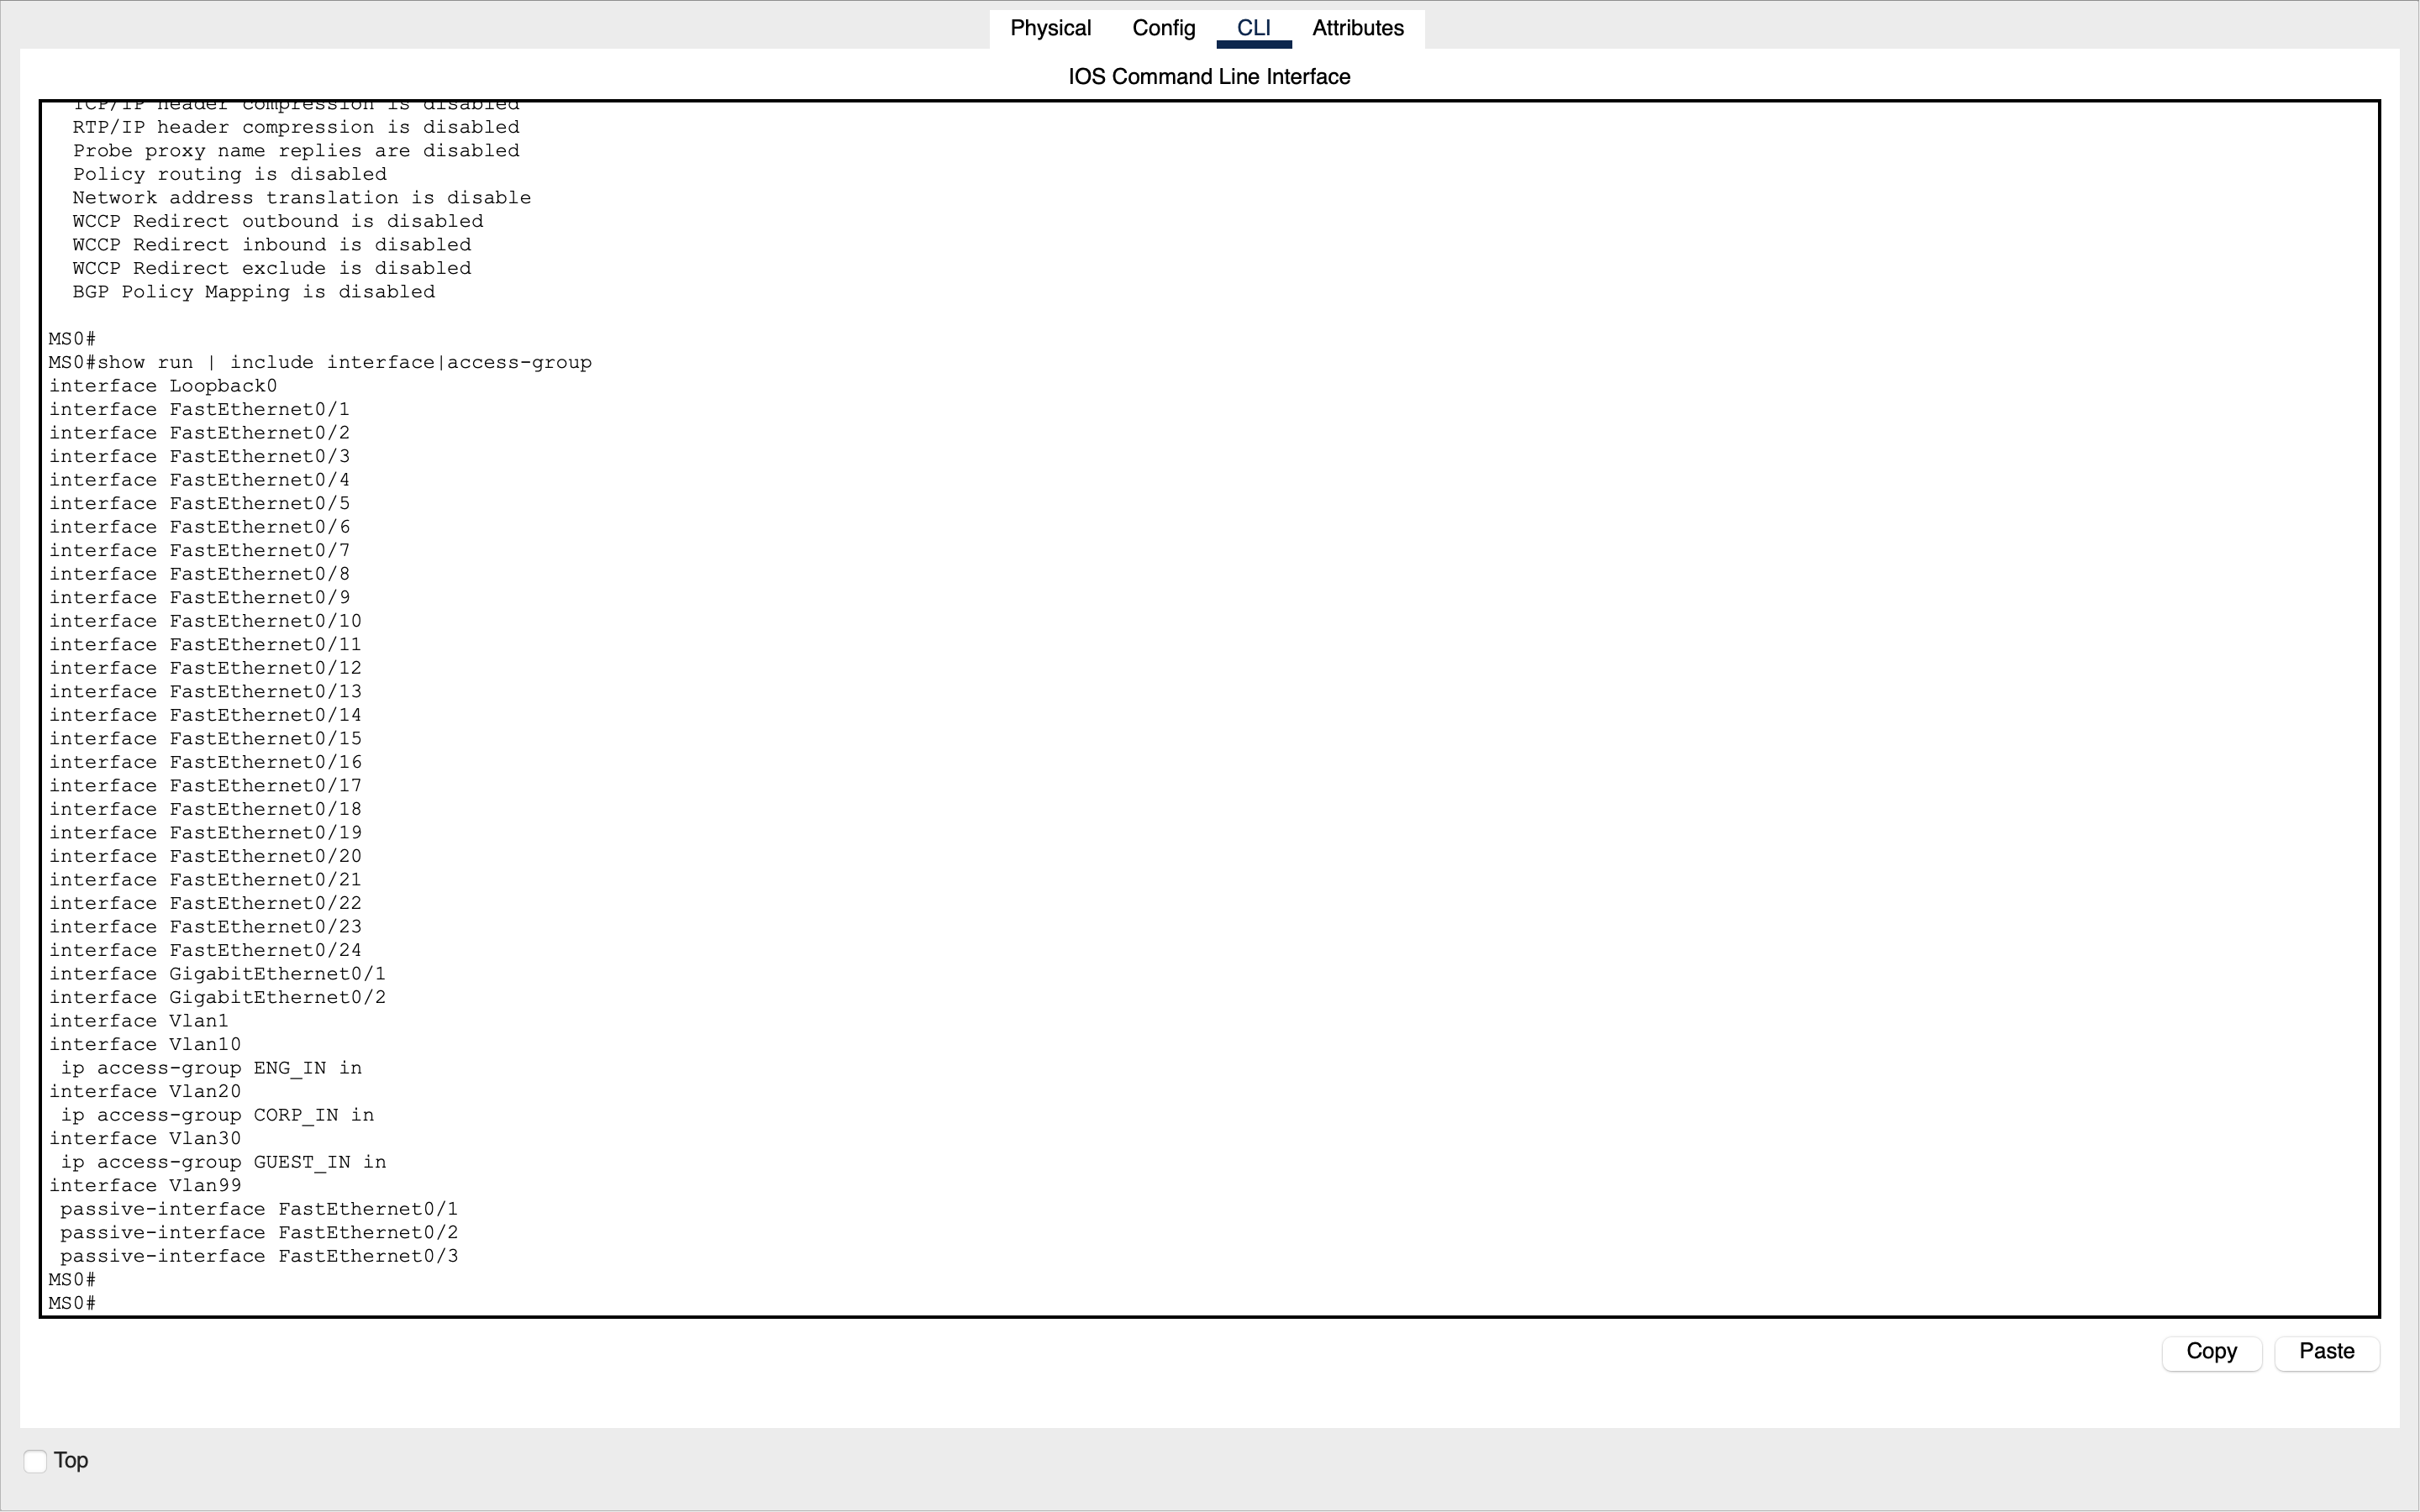 Physical Config CLI Attributes
IOS Command Line Interface
TCP/IP header compression is disabled
RTP/IP header compression is disabled
Probe proxy name replies are disabled
Policy routing is disabled
Network address translation is disable
WCCP Redirect outbound is disabled
WCCP Redirect inbound is disabled
WCCP Redirect exclude is disabled
BGP Policy Mapping is disabled
MS0#
MS0#show run | include interface|access-group
interface Loopback0
interface FastEthernet0/1
interface FastEthernet0/2
interface FastEthernet0/3
interface FastEthernet0/4
interface FastEthernet0/5
interface FastEthernet0/6
interface FastEthernet0/7
interface FastEthernet0/8
interface FastEthernet0/9
interface FastEthernet0/10
interface FastEthernet0/11
interface FastEthernet0/12
interface FastEthernet0/13
interface FastEthernet0/14
interface FastEthernet0/15
interface FastEthernet0/16
interface FastEthernet0/17
interface FastEthernet0/18
interface FastEthernet0/19
interface FastEthernet0/20
interface FastEthernet0/21
interface FastEthernet0/22
interface FastEthernet0/23
interface FastEthernet0/24
interface GigabitEthernet0/1
interface GigabitEthernet0/2
interface Vlan1
interface Vlan10
ip access-group ENG_IN in
interface Vlan20
ip access-group CORP_IN in
interface Vlan30
ip access-group GUEST_IN in
interface Vlan99
passive-interface FastEthernet0/1
passive-interface FastEthernet0/2
passive-interface FastEthernet0/3
MS0#
MS0#
Copy Paste
Top